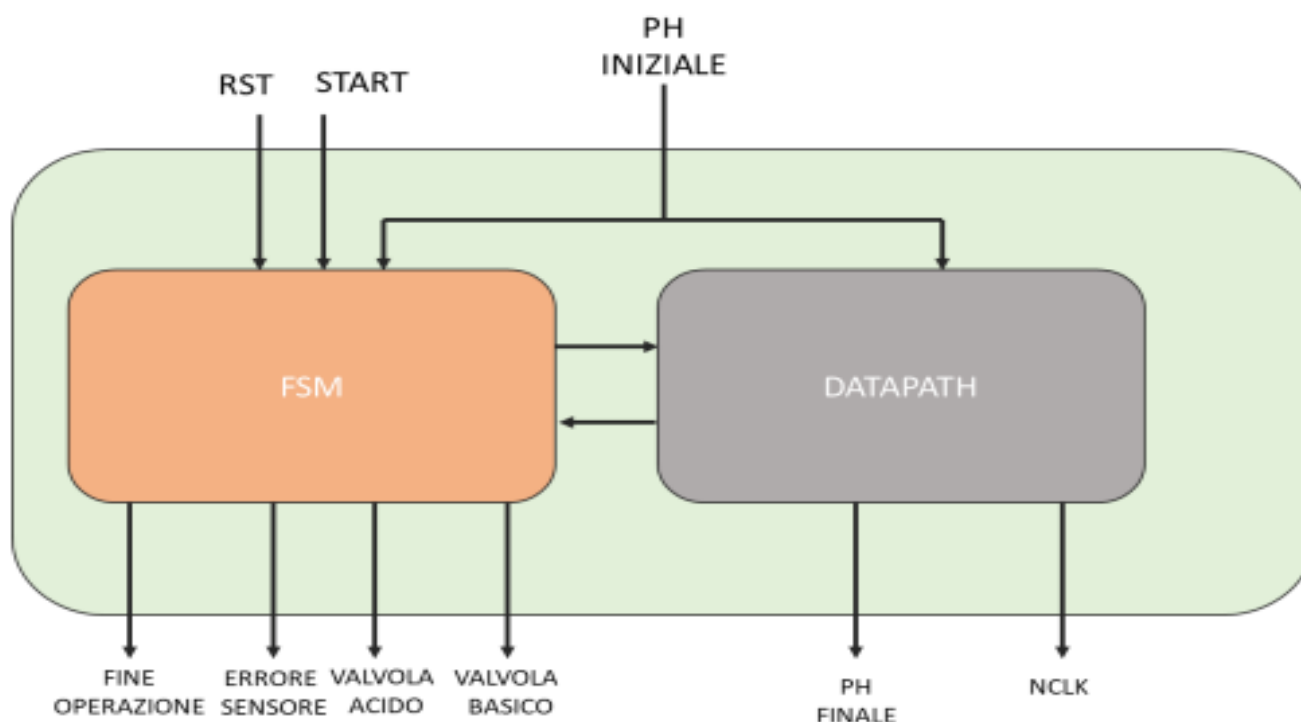 PH
INIZIALE
RST
START
FSM
DATAPATH
FINE
OPERAZIONE
ERRORE
SENSORE
VALVOLA
ACIDO
VALVOLA
BASICO
PH
FINALE
NCLK